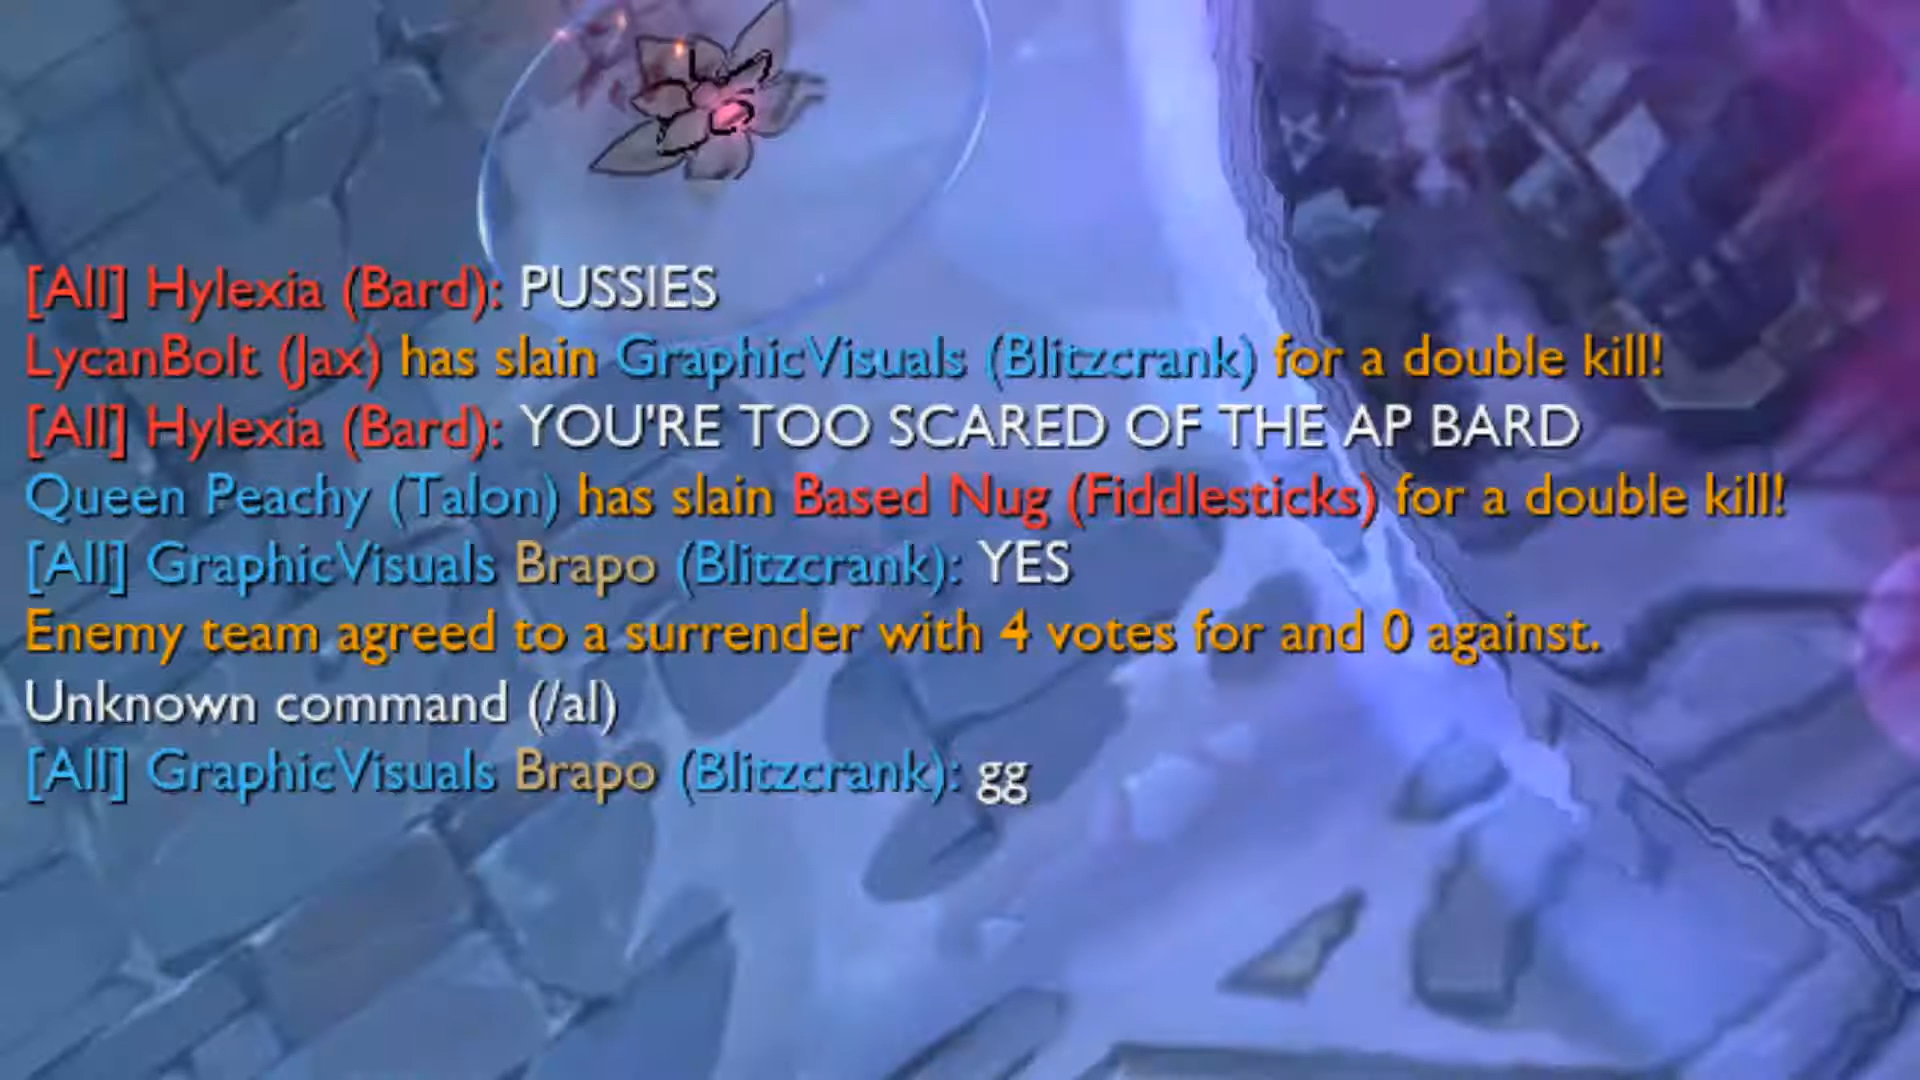 [All] Hylexia (Bard): PUSSIES
LycanBolt (Jax) has slain GraphicVisuals (Blitzcrank) for a double kill!
[All] Hylexia (Bard): YOU'RE TOO SCARED OF THE AP BARD
Queen Peachy (Talon) has slain Based Nug (Fiddlesticks) for a double kill!
[All] GraphicVisuals Brapo (Blitzcrank): YES
Enemy team agreed to a surrender with 4 votes for and 0 against.
Unknown command (/al)
[All] GraphicVisuals Brapo (Blitzcrank): gg